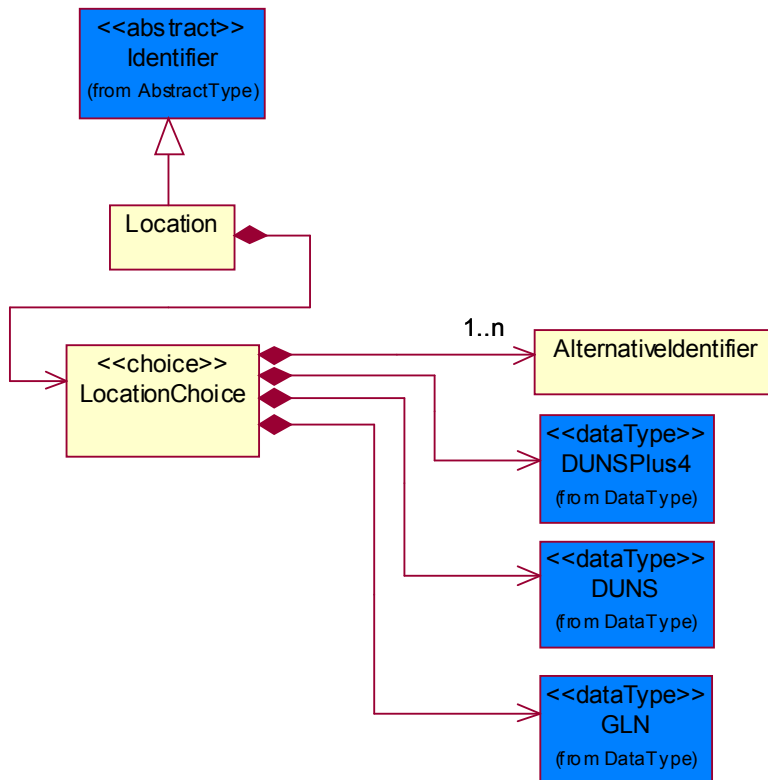 <<abstract>>
Identifier
(from AbstractType)
Location
1..n
<<choice>>
LocationChoice
AlternativeIdentifier
<<dataType>>
DUNSPlus4
(from DataType)
<<dataType>>
DUNS
(from DataType)
<<dataType>>
GLN
(from DataType)